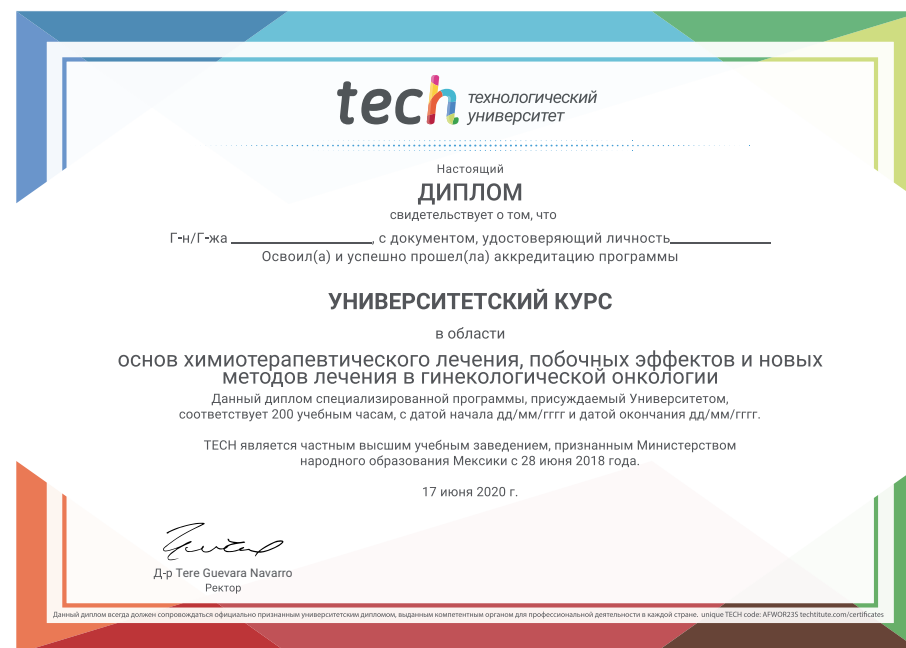 tech технологический
университет
Настоящий
ДИПЛОМ
свидетельствует о том, что
Г-н/Г-жа ________________, с документом, удостоверяющий личность____________
Освоил(а) и успешно прошел(ла) аккредитацию программы
УНИВЕРСИТЕТСКИЙ КУРС
в области
основ химиотерапевтического лечения, побочных эффектов и новых
методов лечения в гинекологической онкологии
Данный диплом специализированной программы, присуждаемый Университетом,
соответствует 200 учебным часам, с датой начала дд/мм/гггг и датой окончания дд/мм/гггг.
TECH является частным высшим учебным заведением, признанным Министерством
народного образования Мексики с 28 июня 2018 года.
17 июня 2020 г.
Д-р Tere Guevara Navarro
Ректор
Данный диплом всегда должен сопровождаться официально признанным университетским дипломом, выданным компетентным органом для профессиональной деятельности в каждой стране. unique TECH code: AFWOR23S techtitute.com/certificates